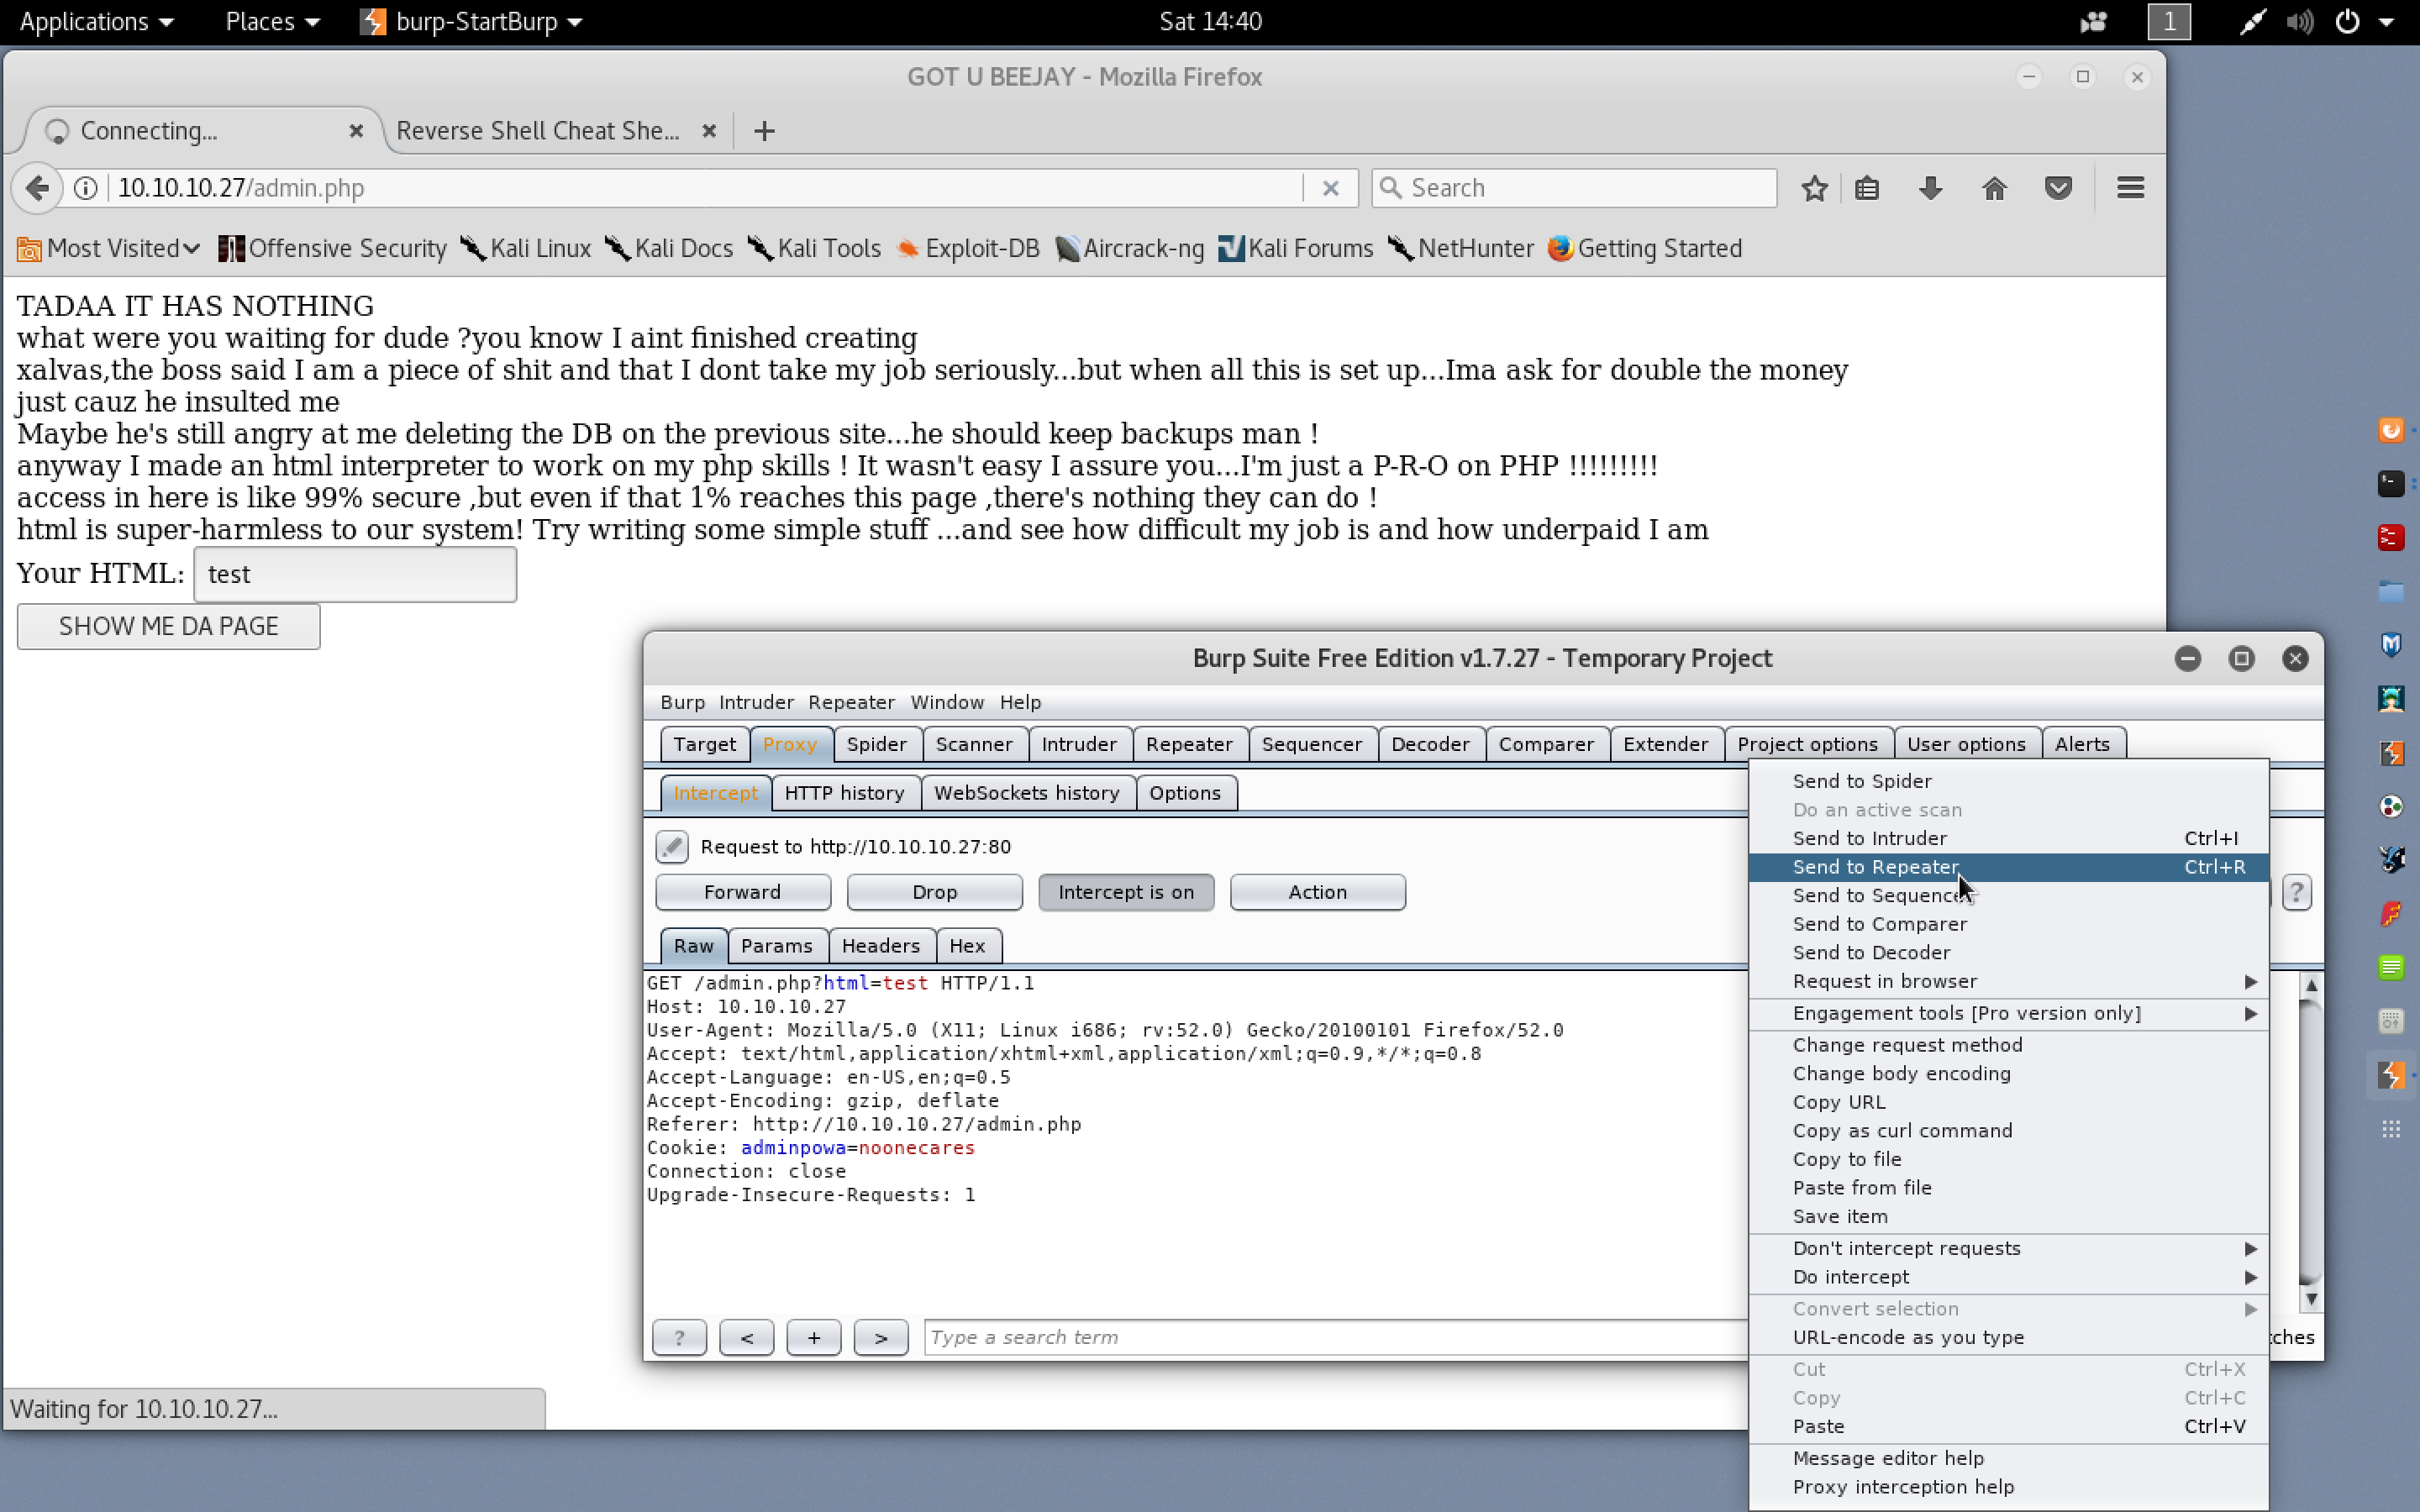 Applications Places burp-StartBurp Sat 14:40 1
GOT U BEEJAY - Mozilla Firefox
Connecting... Reverse Shell Cheat She...
10.10.10.27/admin.php Search
Most Visited Offensive Security Kali Linux Kali Docs Kali Tools Exploit-DB Aircrack-ng Kali Forums NetHunter Getting Started
TADAA IT HAS NOTHING
what were you waiting for dude ?you know I aint finished creating
xalvas,the boss said I am a piece of shit and that I dont take my job seriously...but when all this is set up...Ima ask for double the money
just cauz he insulted me
Maybe he's still angry at me deleting the DB on the previous site...he should keep backups man !
anyway I made an html interpreter to work on my php skills ! It wasn't easy I assure you...I'm just a P-R-O on PHP !!!!!!!!!
access in here is like 99% secure ,but even if that 1% reaches this page ,there's nothing they can do !
html is super-harmless to our system! Try writing some simple stuff ...and see how difficult my job is and how underpaid I am
Your HTML: test
SHOW ME DA PAGE
Waiting for 10.10.10.27...
Burp Suite Free Edition v1.7.27 - Temporary Project
Burp Intruder Repeater Window Help
Target Proxy Spider Scanner Intruder Repeater Sequencer Decoder Comparer Extender Project options User options Alerts
Intercept HTTP history WebSockets history Options
Request to http://10.10.10.27:80
Forward Drop Intercept is on Action ?
Raw Params Headers Hex
GET /admin.php?html=test HTTP/1.1
Host: 10.10.10.27
User-Agent: Mozilla/5.0 (X11; Linux i686; rv:52.0) Gecko/20100101 Firefox/52.0
Accept: text/html,application/xhtml+xml,application/xml;q=0.9,*/*;q=0.8
Accept-Language: en-US,en;q=0.5
Accept-Encoding: gzip, deflate
Referer: http://10.10.10.27/admin.php
Cookie: adminpowa=noonecares
Connection: close
Upgrade-Insecure-Requests: 1
? < + > Type a search term
Send to Spider
Do an active scan
Send to Intruder Ctrl+I
Send to Repeater Ctrl+R
Send to Sequencer
Send to Comparer
Send to Decoder
Request in browser
Engagement tools [Pro version only]
Change request method
Change body encoding
Copy URL
Copy as curl command
Copy to file
Paste from file
Save item
Don't intercept requests
Do intercept
Convert selection
URL-encode as you type
Cut Ctrl+X
Copy Ctrl+C
Paste Ctrl+V
Message editor help
Proxy interception help